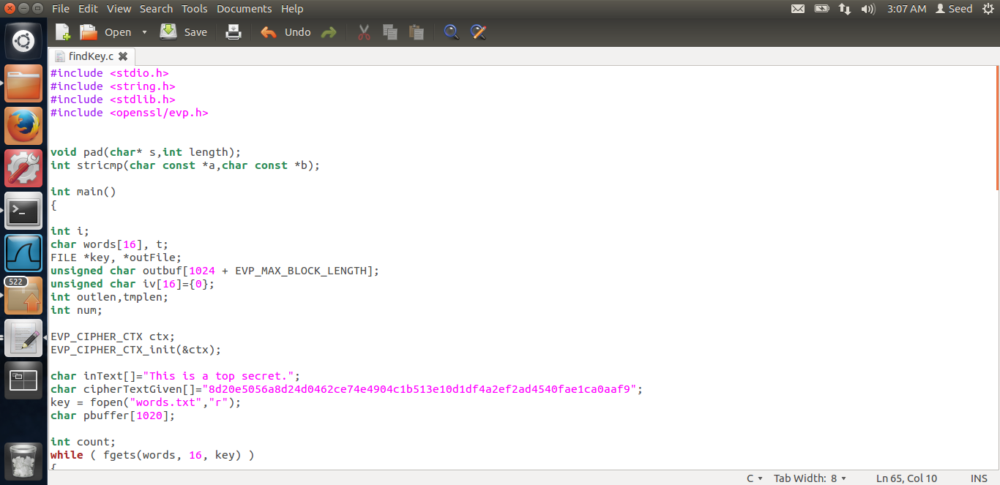 File Edit View Search Tools Documents Help 3:07 AM Seed
Open Save Undo
findKey.c
#include <stdio.h>
#include <string.h>
#include <stdlib.h>
#include <openssl/evp.h>
void pad(char* s,int length);
int stricmp(char const *a,char const *b);
int main()
{
int i;
char words[16], t;
FILE *key, *outFile;
unsigned char outbuf[1024 + EVP_MAX_BLOCK_LENGTH];
unsigned char iv[16]={0};
int outlen,tmplen;
int num;
EVP_CIPHER_CTX ctx;
EVP_CIPHER_CTX_init(&ctx);
char inText[]="This is a top secret.";
char cipherTextGiven[]="8d20e5056a8d24d0462ce74e4904c1b513e10d1df4a2ef2ad4540fae1ca0aaf9";
key = fopen("words.txt","r");
char pbuffer[1020];
int count;
while ( fgets(words, 16, key) )
{
522
C Tab Width: 8 Ln 65, Col 10 INS